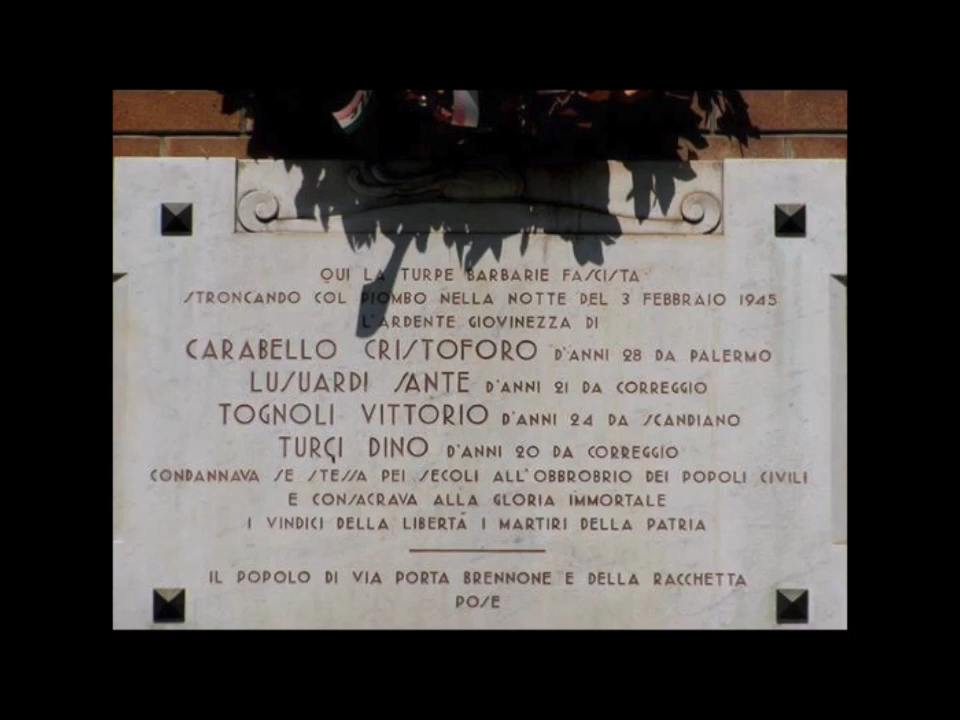 QUI LA TURPE BARBARIE FASCISTA
STRONCANDO COL PIOMBO NELLA NOTTE DEL 3 FEBBRAIO 1945
L'ARDENTE GIOVINEZZA DI
CARABELLO CRISTOFORO D'ANNI 28 DA PALERMO
LUSUARDI SANTE D'ANNI 21 DA CORREGGIO
TOGNOLI VITTORIO D'ANNI 24 DA SCANDIANO
TURGI DINO D'ANNI 20 DA CORREGGIO
CONDANNAVA SE STESSA PEI SECOLI ALL'OBBROBRIO DEI POPOLI CIVILI
E CONSACRAVA ALLA GLORIA IMMORTALE
I VINDICI DELLA LIBERTÀ I MARTIRI DELLA PATRIA
IL POPOLO DI VIA PORTA BRENNONE E DELLA RACCHETTA
POSE